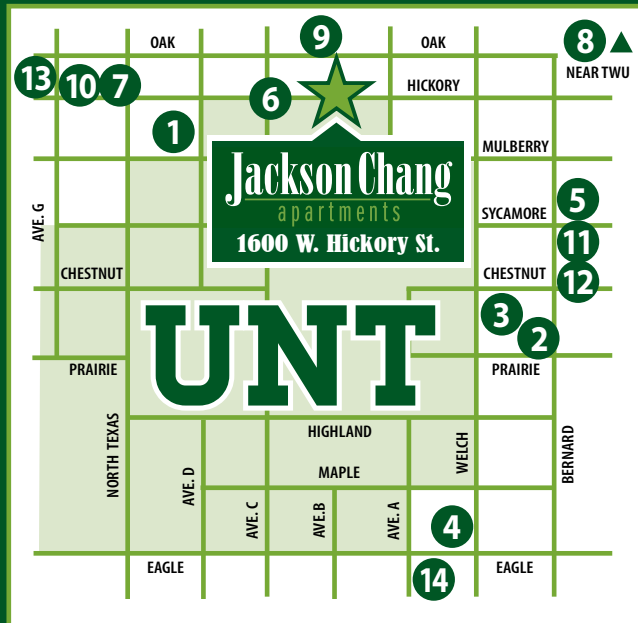 9
OAK
OAK
8
NEAR TWU
13
10
7
6
HICKORY
1
MULBERRY
Jackson Chang
apartments
1600 W. Hickory St.
AVE. G
SYCAMORE
5
11
CHESTNUT
CHESTNUT
12
UNT
3
2
PRAIRIE
PRAIRIE
HIGHLAND
MAPLE
NORTH TEXAS
AVE. D
AVE. C
AVE.B
AVE. A
WELCH
BERNARD
4
EAGLE
14
EAGLE